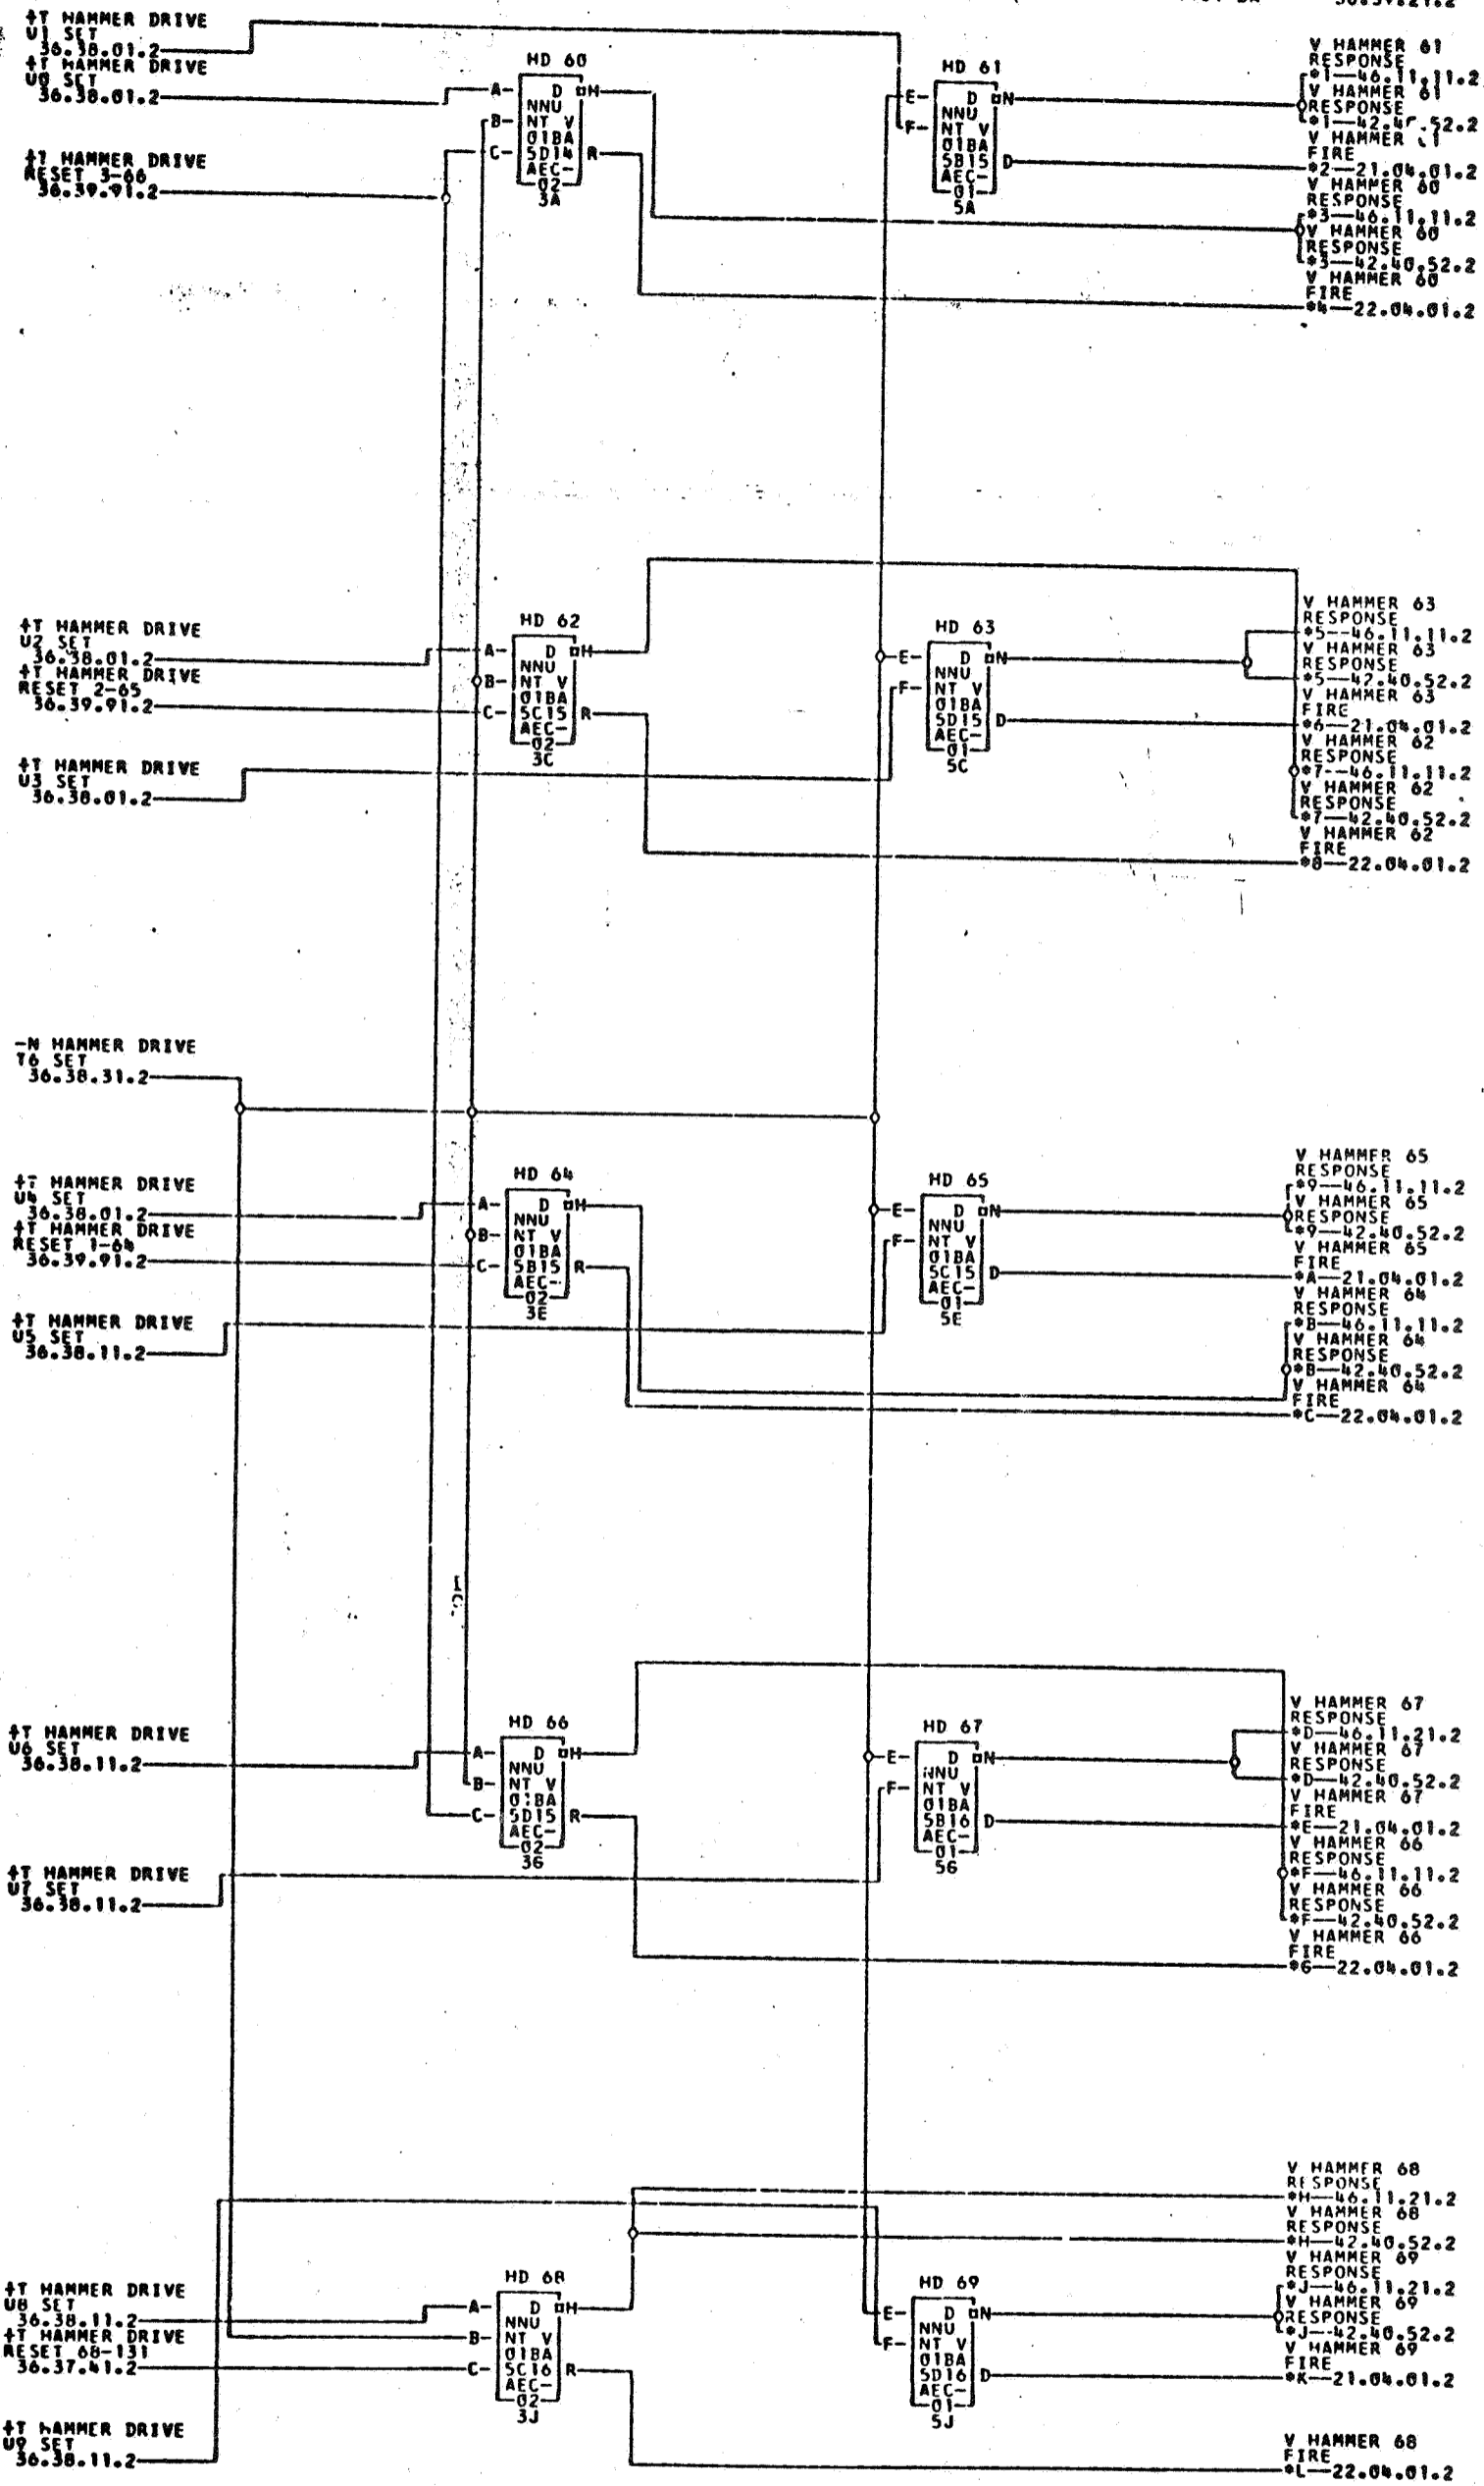 +T HAMMER DRIVE
U1 SET
36.38.01.2
+T HAMMER DRIVE
U0 SET
36.38.01.2
+T HAMMER DRIVE
RESET 3-66
36.39.91.2
HD 60
A- D H
NNU
B- NT V
01BA
C- 5D14 R
AEC-
02
3A
HD 61
E- D N
NNU
F- NT V
01BA
5B15 D
AEC-
01
5A
V HAMMER 61
RESPONSE
*1—46.11.11.2
V HAMMER 61
RESPONSE
V HAMMER
FIRE
*2—21.04.01.2
V HAMMER 60
RESPONSE
*3—46.11.11.2
V HAMMER 60
RESPONSE
*3—42.40.52.2
V HAMMER 60
FIRE
*4—22.04.01.2
+T HAMMER DRIVE
U2 SET
36.38.01.2
+T HAMMER DRIVE
RESET 2-65
36.39.91.2
+T HAMMER DRIVE
U3 SET
36.38.01.2
HD 62
A- D H
NNU
B- NT V
01BA
C- 5C15 R
AEC-
02
3C
HD 63
E- D N
NNU
F- NT V
01BA
5D15 D
AEC-
01
5C
V HAMMER 63
RESPONSE
*5--46.11.11.2
V HAMMER 63
RESPONSE
*5—42.40.52.2
V HAMMER 63
FIRE
*6—21.04.01.2
V HAMMER 62
RESPONSE
*7--46.11.11.2
V HAMMER 62
RESPONSE
*7—42.40.52.2
V HAMMER 62
FIRE
*8—22.04.01.2
-N HAMMER DRIVE
T6 SET
36.38.31.2
+T HAMMER DRIVE
U4 SET
36.38.01.2
+T HAMMER DRIVE
RESET 1-64
36.39.91.2
+T HAMMER DRIVE
U5 SET
36.38.11.2
HD 64
A- D H
NNU
B- NT V
01BA
C- 5B15 R
AEC-
02
3E
HD 65
E- D N
NNU
F- NT V
01BA
5C15 D
AEC-
01
5E
V HAMMER 65
RESPONSE
*9—46.11.11.2
V HAMMER 65
RESPONSE
*9—42.40.52.2
V HAMMER 65
FIRE
*A—21.04.01.2
V HAMMER 64
RESPONSE
*B—46.11.11.2
V HAMMER 64
RESPONSE
*B—42.40.52.2
V HAMMER 64
FIRE
*C—22.04.01.2
+T HAMMER DRIVE
U6 SET
36.38.11.2
+T HAMMER DRIVE
U7 SET
36.38.11.2
HD 66
A- D H
NNU
B- NT V
01BA
C- 5D15 R
AEC-
02
3G
HD 67
E- D N
NNU
F- NT V
01BA
5B16 D
AEC-
01
5G
V HAMMER 67
RESPONSE
*D—46.11.21.2
V HAMMER 67
RESPONSE
*D—42.40.52.2
V HAMMER 67
FIRE
*E—21.04.01.2
V HAMMER 66
RESPONSE
*F—46.11.11.2
V HAMMER 66
RESPONSE
*F—42.40.52.2
V HAMMER 66
FIRE
*G—22.04.01.2
+T HAMMER DRIVE
U8 SET
36.38.11.2
+T HAMMER DRIVE
RESET 68-131
36.37.41.2
+T HAMMER DRIVE
U9 SET
36.38.11.2
HD 68
A- D H
NNU
B- NT V
01BA
C- 5C16 R
AEC-
02
3J
HD 69
E- D N
NNU
F- NT V
01BA
5D16 D
AEC-
01
5J
V HAMMER 68
RESPONSE
*H—46.11.21.2
V HAMMER 68
RESPONSE
*H—42.40.52.2
V HAMMER 69
RESPONSE
*J—46.11.21.2
V HAMMER 69
RESPONSE
*J--42.40.52.2
V HAMMER 69
FIRE
*K—21.04.01.2
V HAMMER 68
FIRE
*L—22.04.01.2